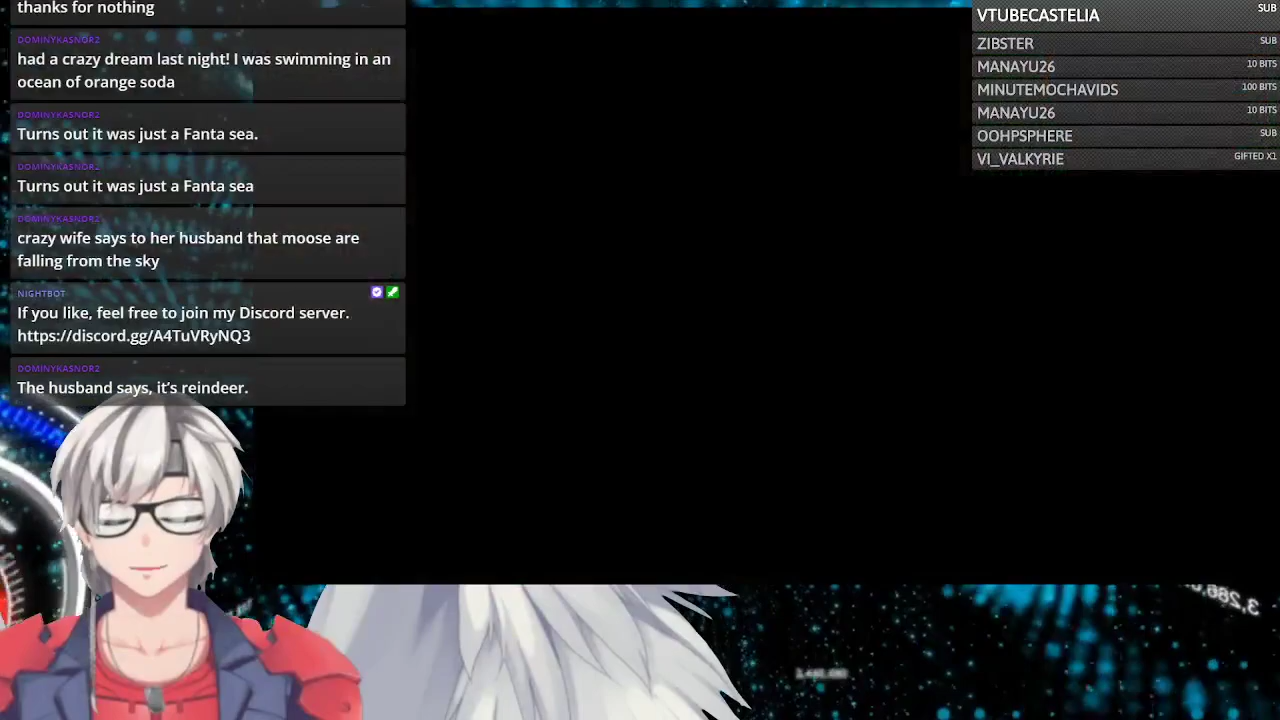 thanks for nothing
DOMINYKASNOR2
had a crazy dream last night! I was swimming in an
ocean of orange soda
DOMINYKASNOR2
Turns out it was just a Fanta sea.
DOMINYKASNOR2
Turns out it was just a Fanta sea
DOMINYKASNOR2
crazy wife says to her husband that moose are
falling from the sky
NIGHTBOT
If you like, feel free to join my Discord server.
https://discord.gg/A4TuVRyNQ3
DOMINYKASNOR2
The husband says, it’s reindeer.
VTUBECASTELIA SUB
ZIBSTER SUB
MANAYU26 10 BITS
MINUTEMOCHAVIDS 100 BITS
MANAYU26 10 BITS
OOHPSPHERE SUB
VI_VALKYRIE GIFTED X1